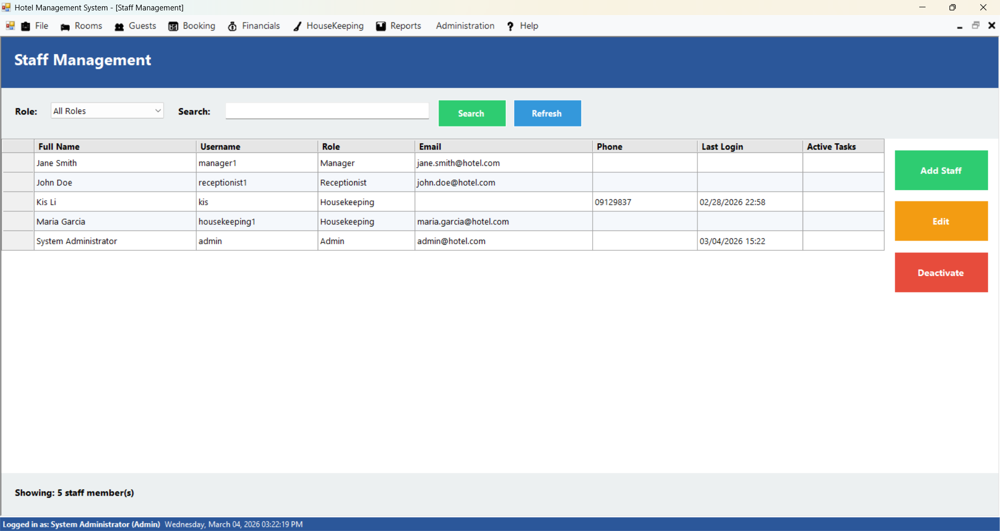 Hotel Management System - [Staff Management]
File Rooms Guests Booking Financials HouseKeeping Reports Administration Help
Staff Management
Role: All Roles Search: Search Refresh
Full Name Username Role Email Phone Last Login Active Tasks
Jane Smith manager1 Manager jane.smith@hotel.com
John Doe receptionist1 Receptionist john.doe@hotel.com
Kis Li kis Housekeeping 09129837 02/28/2026 22:58
Maria Garcia housekeeping1 Housekeeping maria.garcia@hotel.com
System Administrator admin Admin admin@hotel.com 03/04/2026 15:22
Add Staff
Edit
Deactivate
Showing: 5 staff member(s)
Logged in as: System Administrator (Admin) Wednesday, March 04, 2026 03:22:19 PM